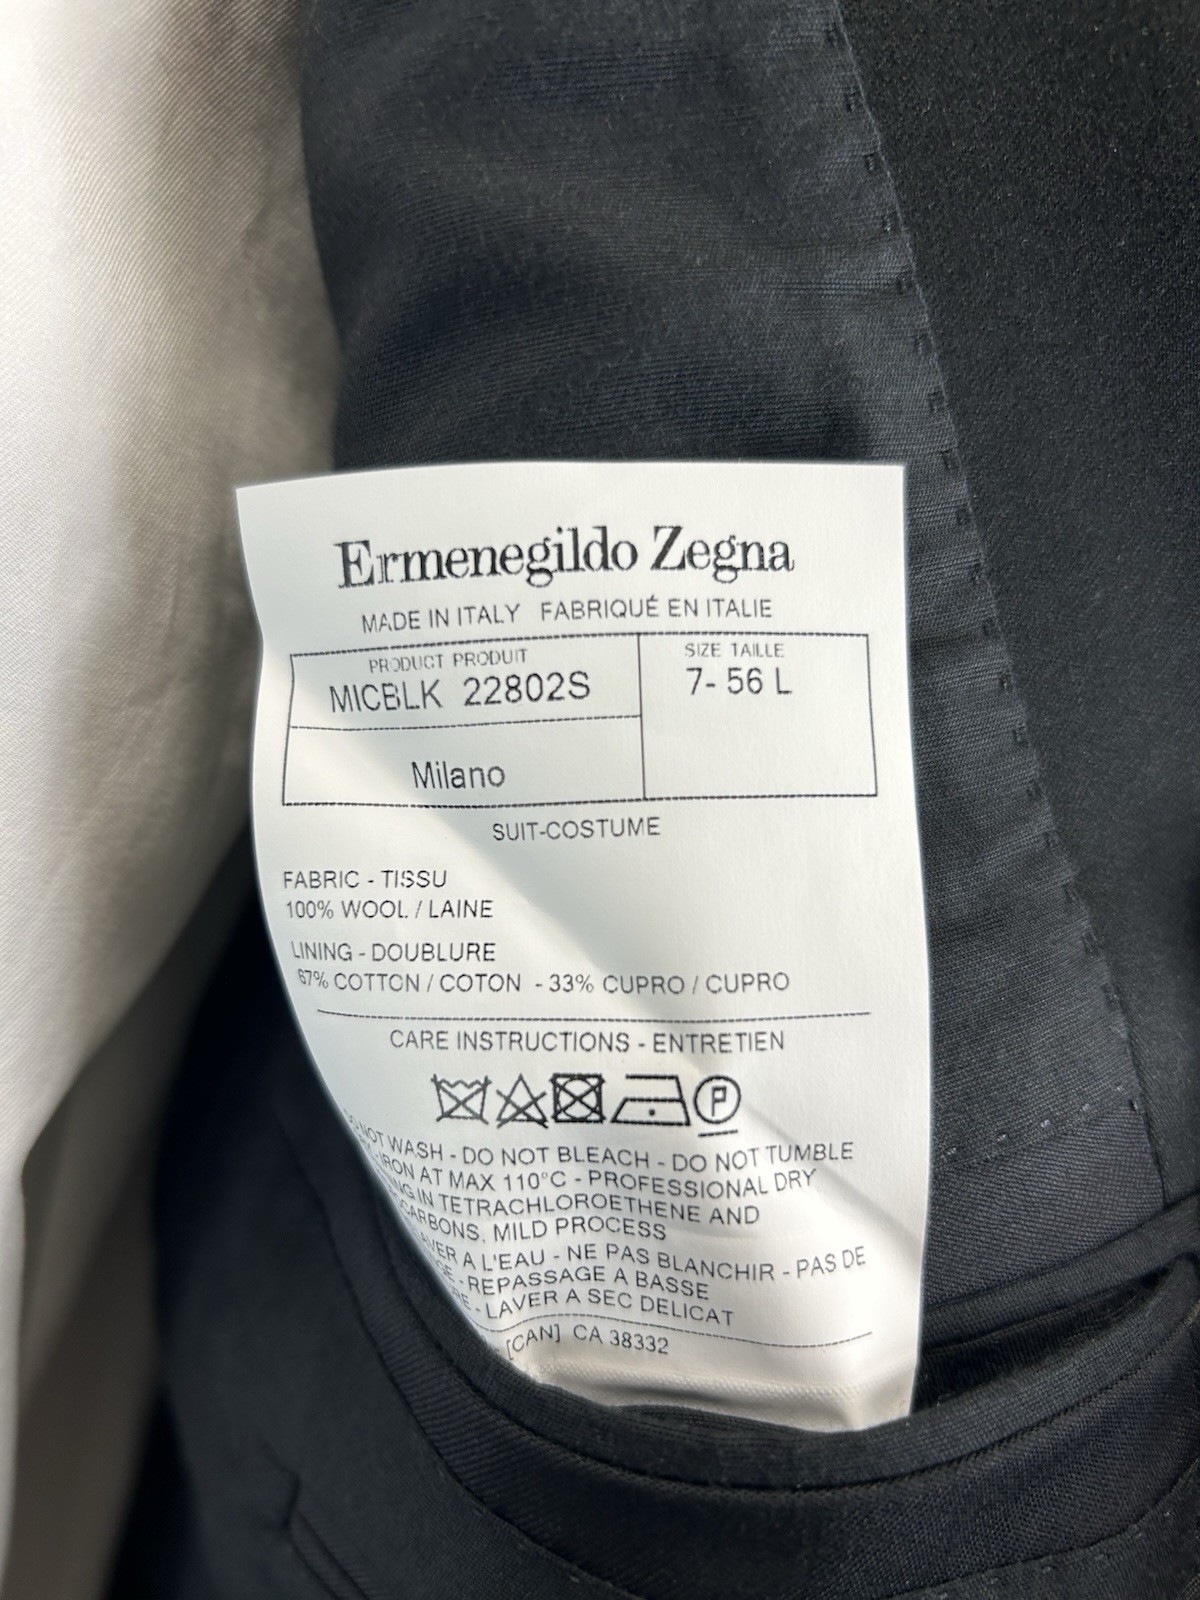 Ermenegildo Zegna
MADE IN ITALY FABRIQUÉ EN ITALIE
PRODUCT PRODUIT
MICBLK 22802S
SIZE TAILLE
7- 56 L
Milano
SUIT-COSTUME
FABRIC - TISSU
100% WOOL / LAINE
LINING - DOUBLURE
67% COTTON / COTON - 33% CUPRO / CUPRO
CARE INSTRUCTIONS - ENTRETIEN
P
NOT WASH - DO NOT BLEACH - DO NOT TUMBLE
IRON AT MAX 110°C - PROFESSIONAL DRY
IN TETRACHLOROETHENE AND
MILD PROCESS
A L'EAU - NE PAS BLANCHIR - PAS DE
- REPASSAGE A BASSE
- LAVER A SEC DELICAT
[CAN] CA 38332